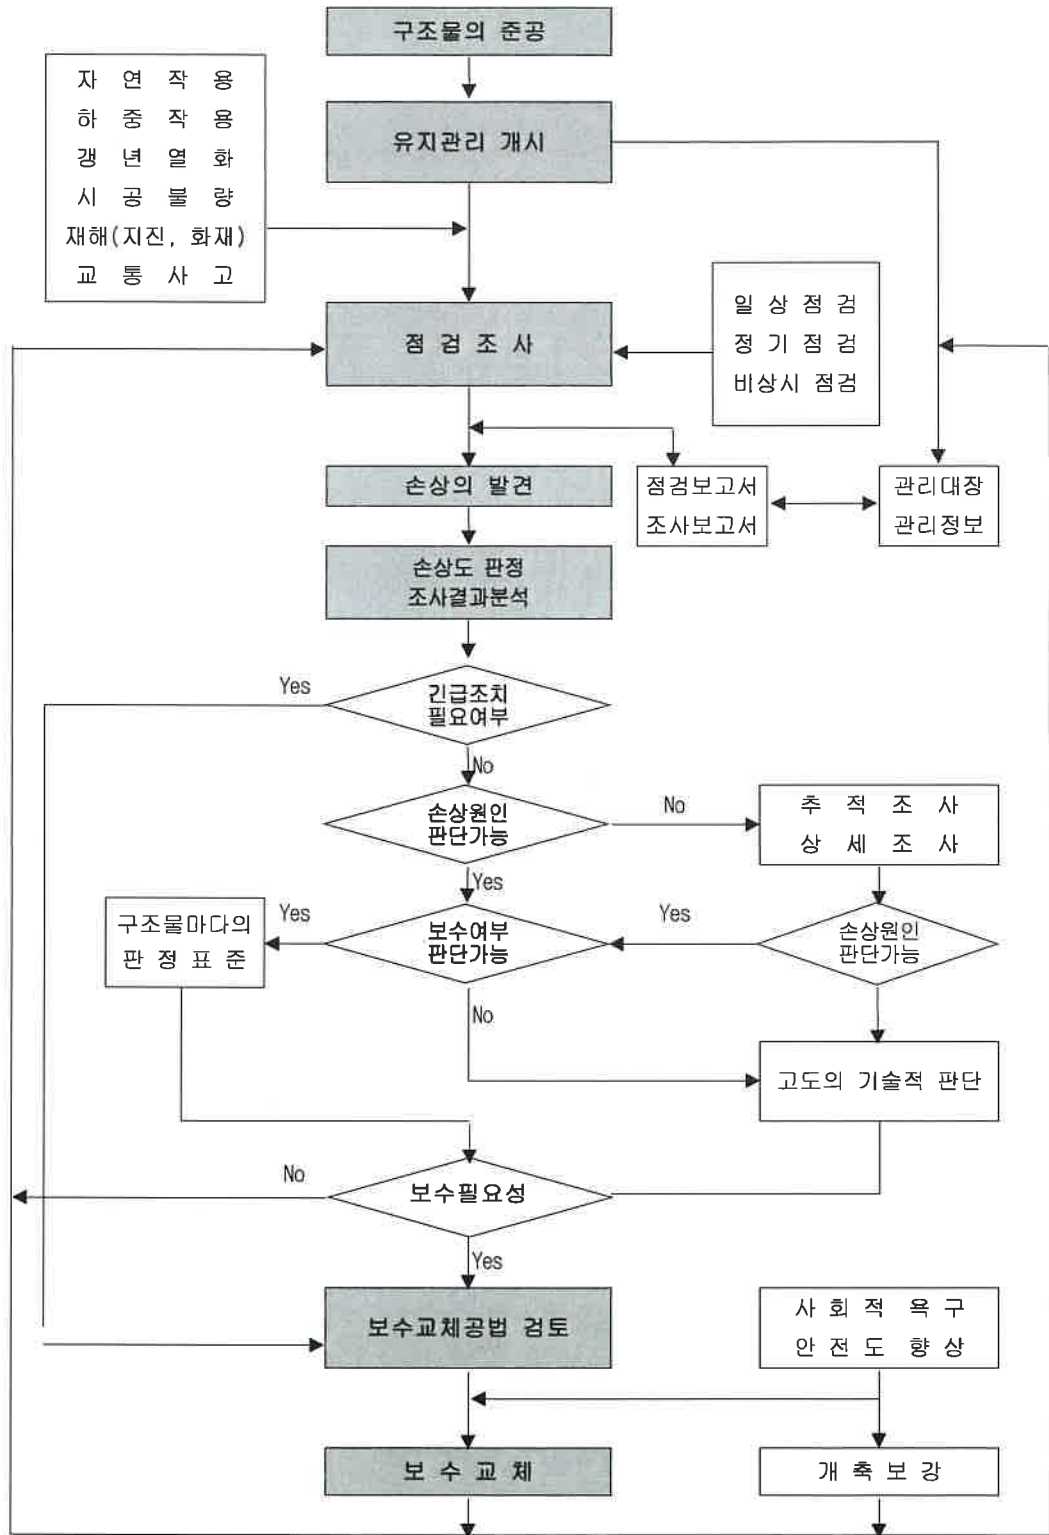 구조물의 준공
자 연 작 용
하 중 작 용
갱 년 열 화
시 공 불 량
재해(지진, 화재)
교 통 사 고
유지관리 개시
점 검 조 사
일 상 점 검
정 기 점 검
비상시 점검
손상의 발견
점검보고서
조사보고서
관리대장
관리정보
손상도 판정
조사결과분석
Yes
긴급조치
필요여부
No
손상원인
판단가능
No
추 적 조 사
상 세 조 사
Yes
구조물마다의
판 정 표 준
Yes
보수여부
판단가능
Yes
손상원인
판단가능
No
고도의 기술적 판단
No
보수필요성
Yes
보수교체공법 검토
사 회 적 욕 구
안 전 도 향 상
보 수 교 체
개 축 보 강